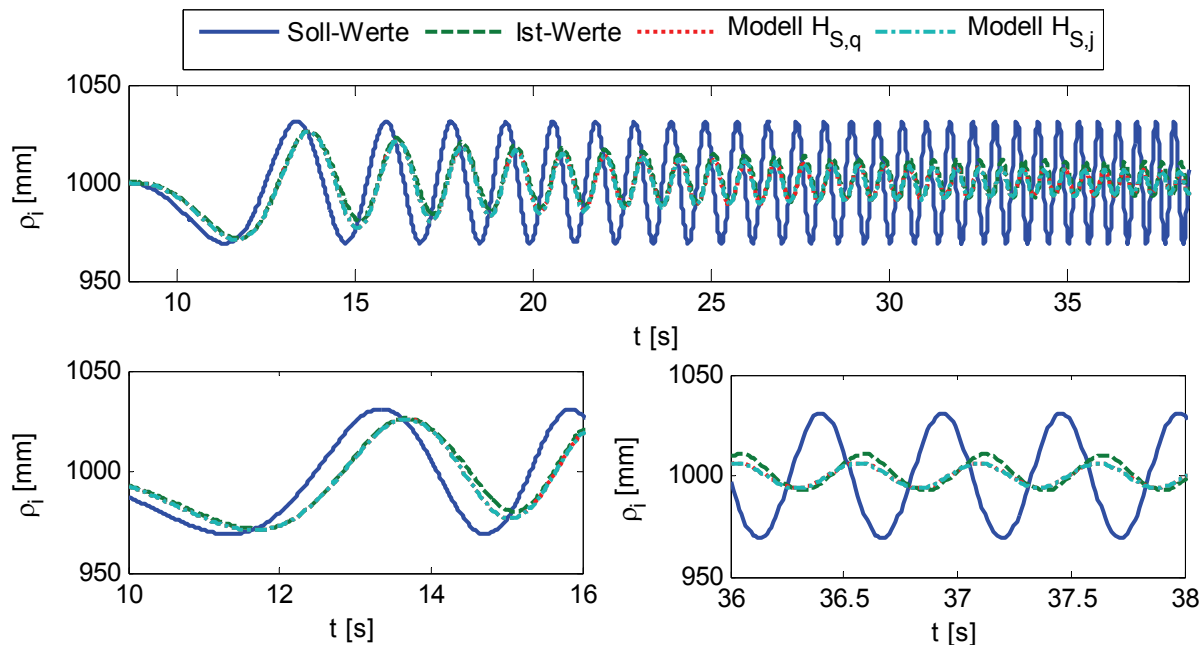 Soll-Werte Ist-Werte Modell H_S,q Modell H_S,j
1050
1000
950
ρ_i [mm]
10 15 20 25 30 35
t [s]
1050
1000
950
ρ_i [mm]
10 12 14 16
t [s]
1050
1000
950
ρ_i [mm]
36 36.5 37 37.5 38
t [s]